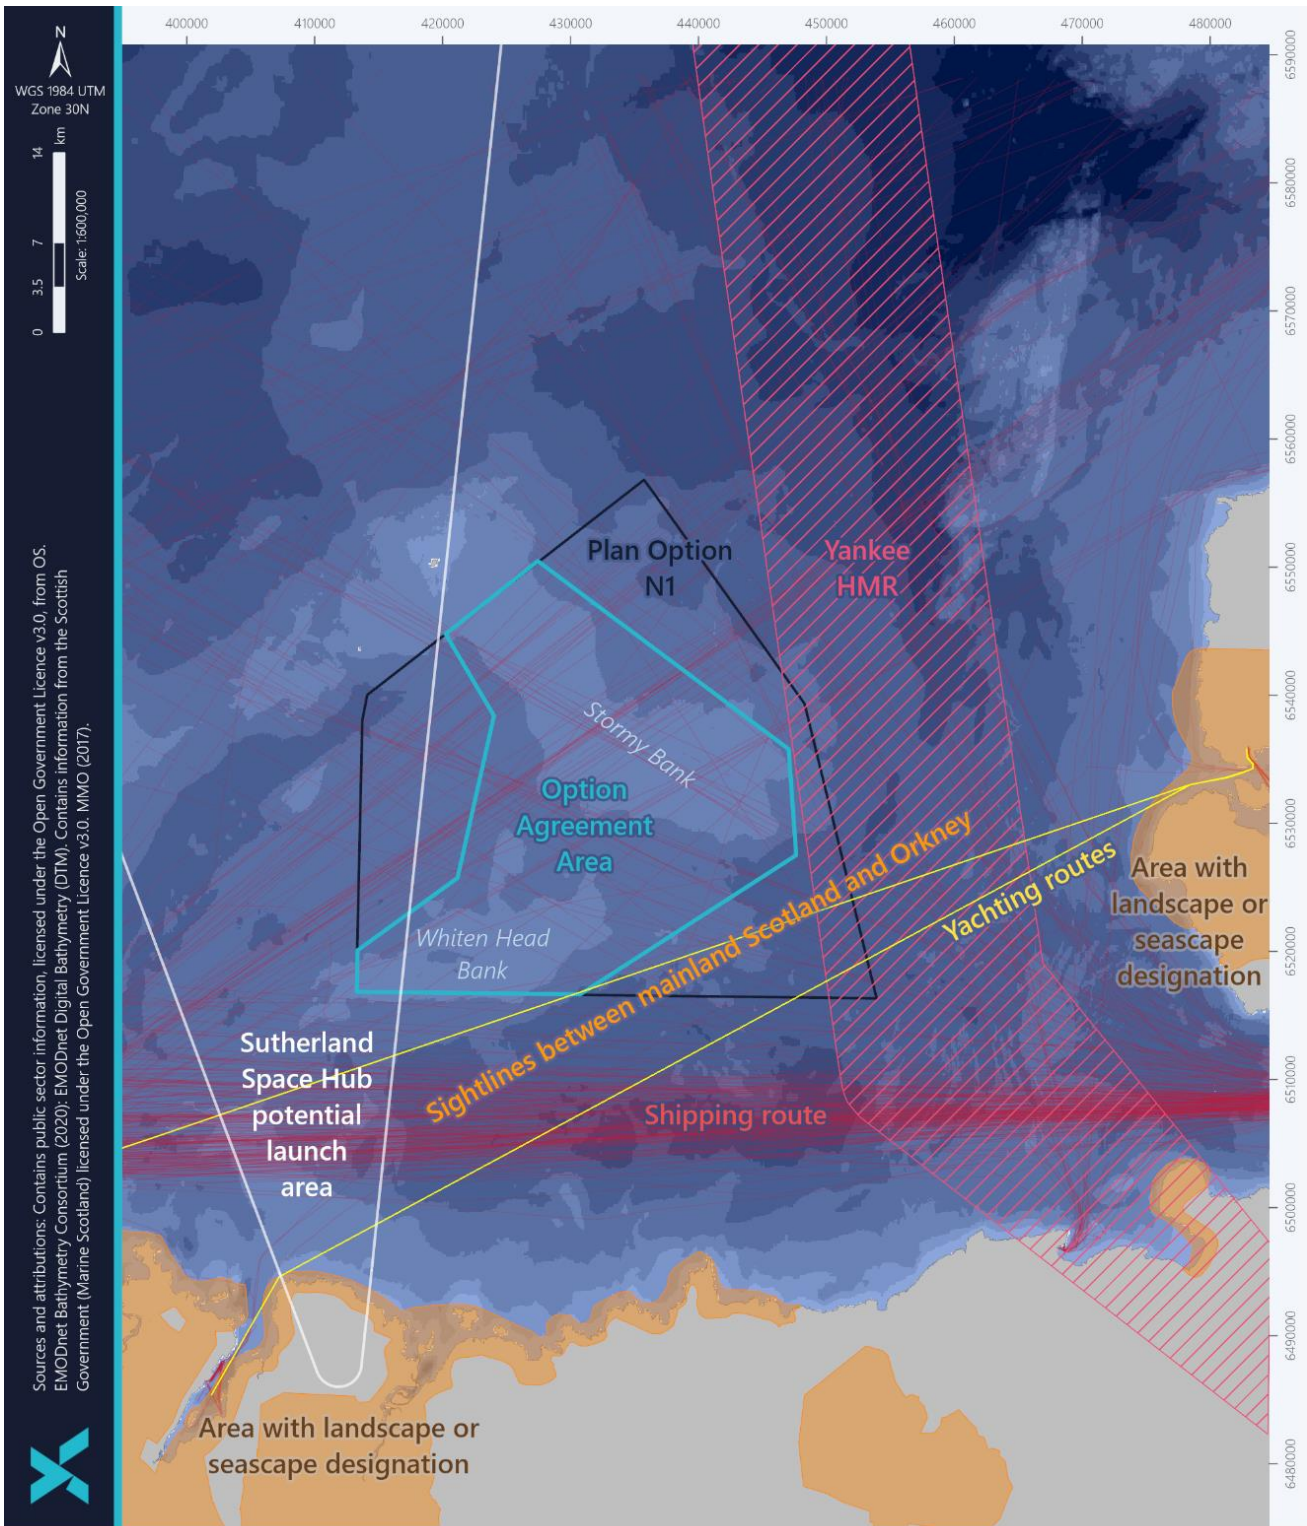 400000 410000 420000 430000 440000 450000 460000 470000 480000
N
WGS 1984 UTM
Zone 30N
km
14
7
3.5
0
Scale: 1:600,000
6590000
6580000
6570000
6560000
6550000
6540000
6530000
6520000
6510000
6500000
6490000
6480000
Plan Option
N1
Yankee
HMR
Stormy Bank
Option
Agreement
Area
Whiten Head
Bank
Sightlines between mainland Scotland and Orkney
Yachting routes
Area with
landscape or
seascape
designation
Sutherland
Space Hub
potential
launch
area
Shipping route
Area with landscape or
seascape designation
Sources and attributions: Contains public sector information, licensed under the Open Government Licence v3.0, from OS.
EMODnet Bathymetry Consortium (2020): EMODnet Digital Bathymetry (DTM). Contains information from the Scottish
Government (Marine Scotland) licensed under the Open Government Licence v3.0. MMO (2017).